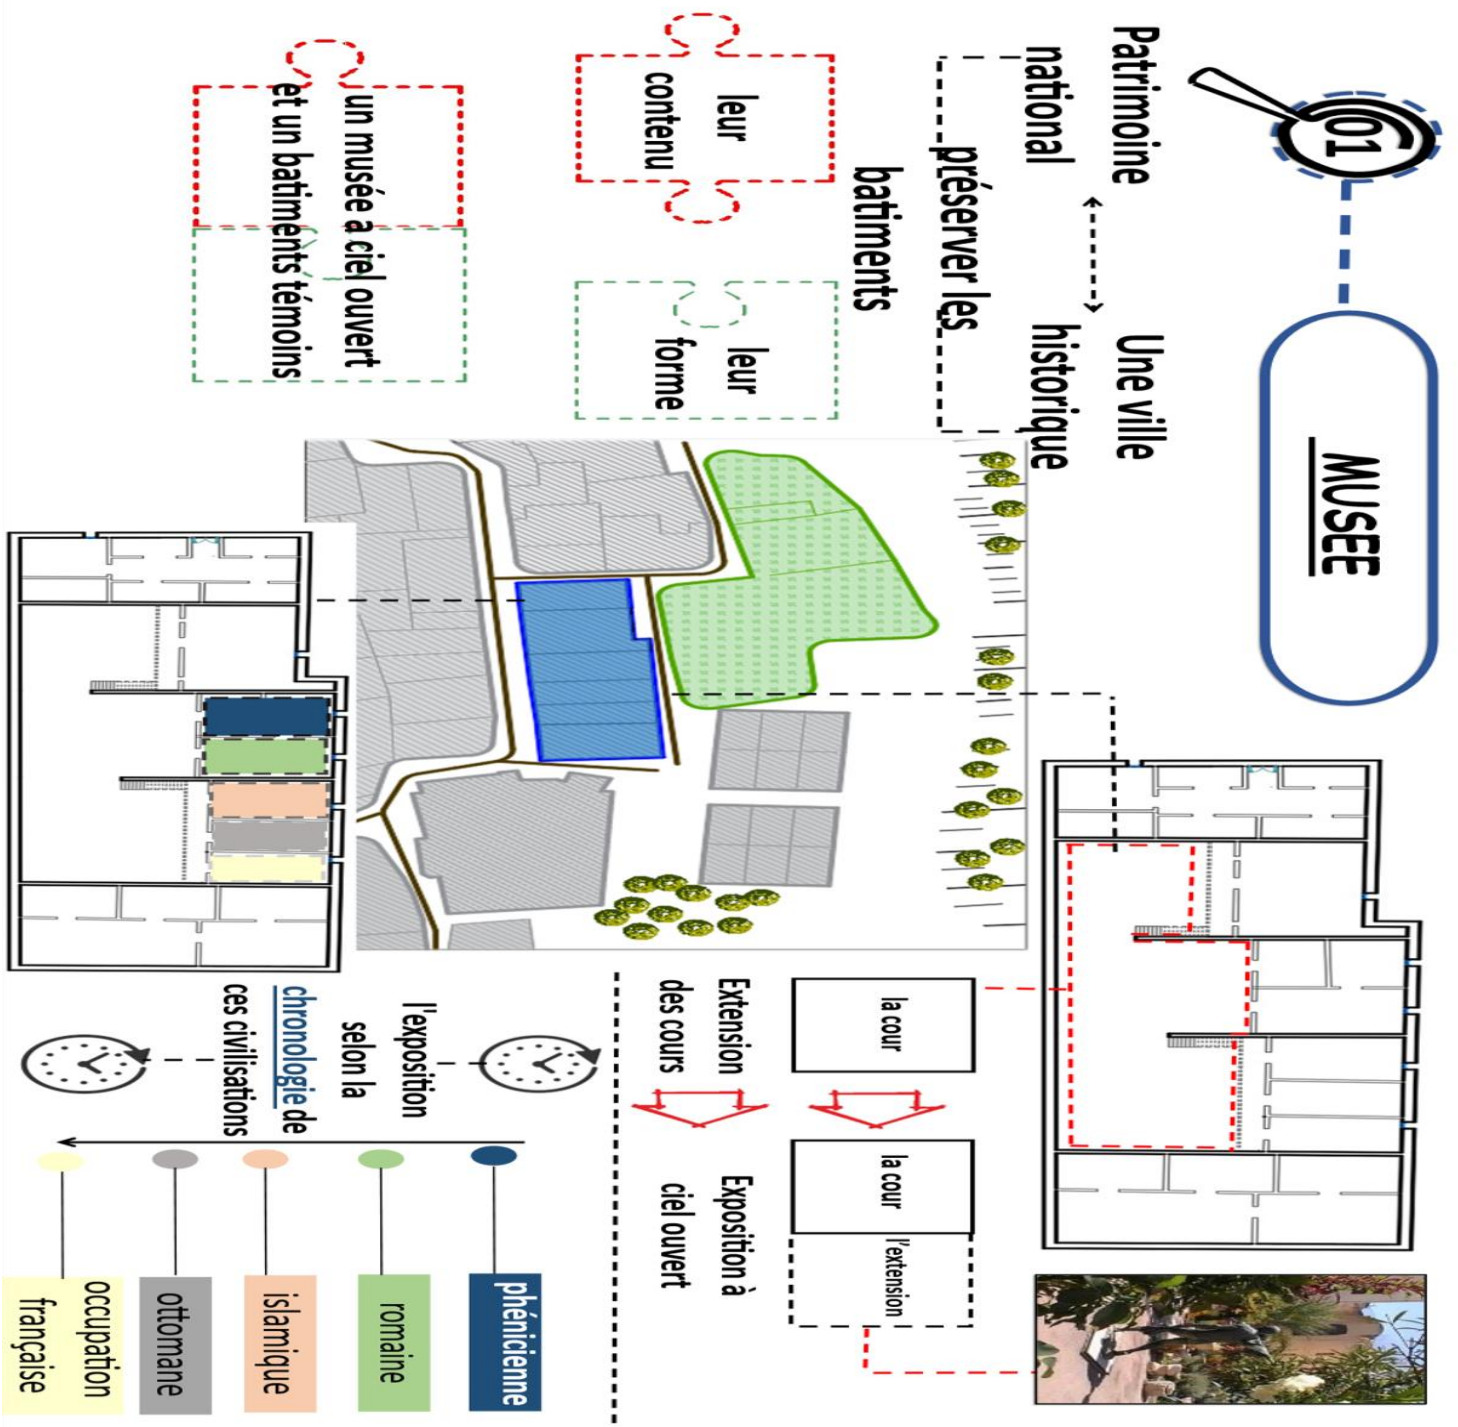 01
MUSEE
Patrimoine
national
Une ville
historique
préserver les
batiments
leur
contenu
leur
forme
un musée a ciel ouvert
et un batiments témoins
la cour
la cour
l'extension
Extension
des cours
Exposition à
ciel ouvert
l'exposition
selon la
chronologie de
ces civilisations
phénicienne
romaine
islamique
ottomane
occupation
française